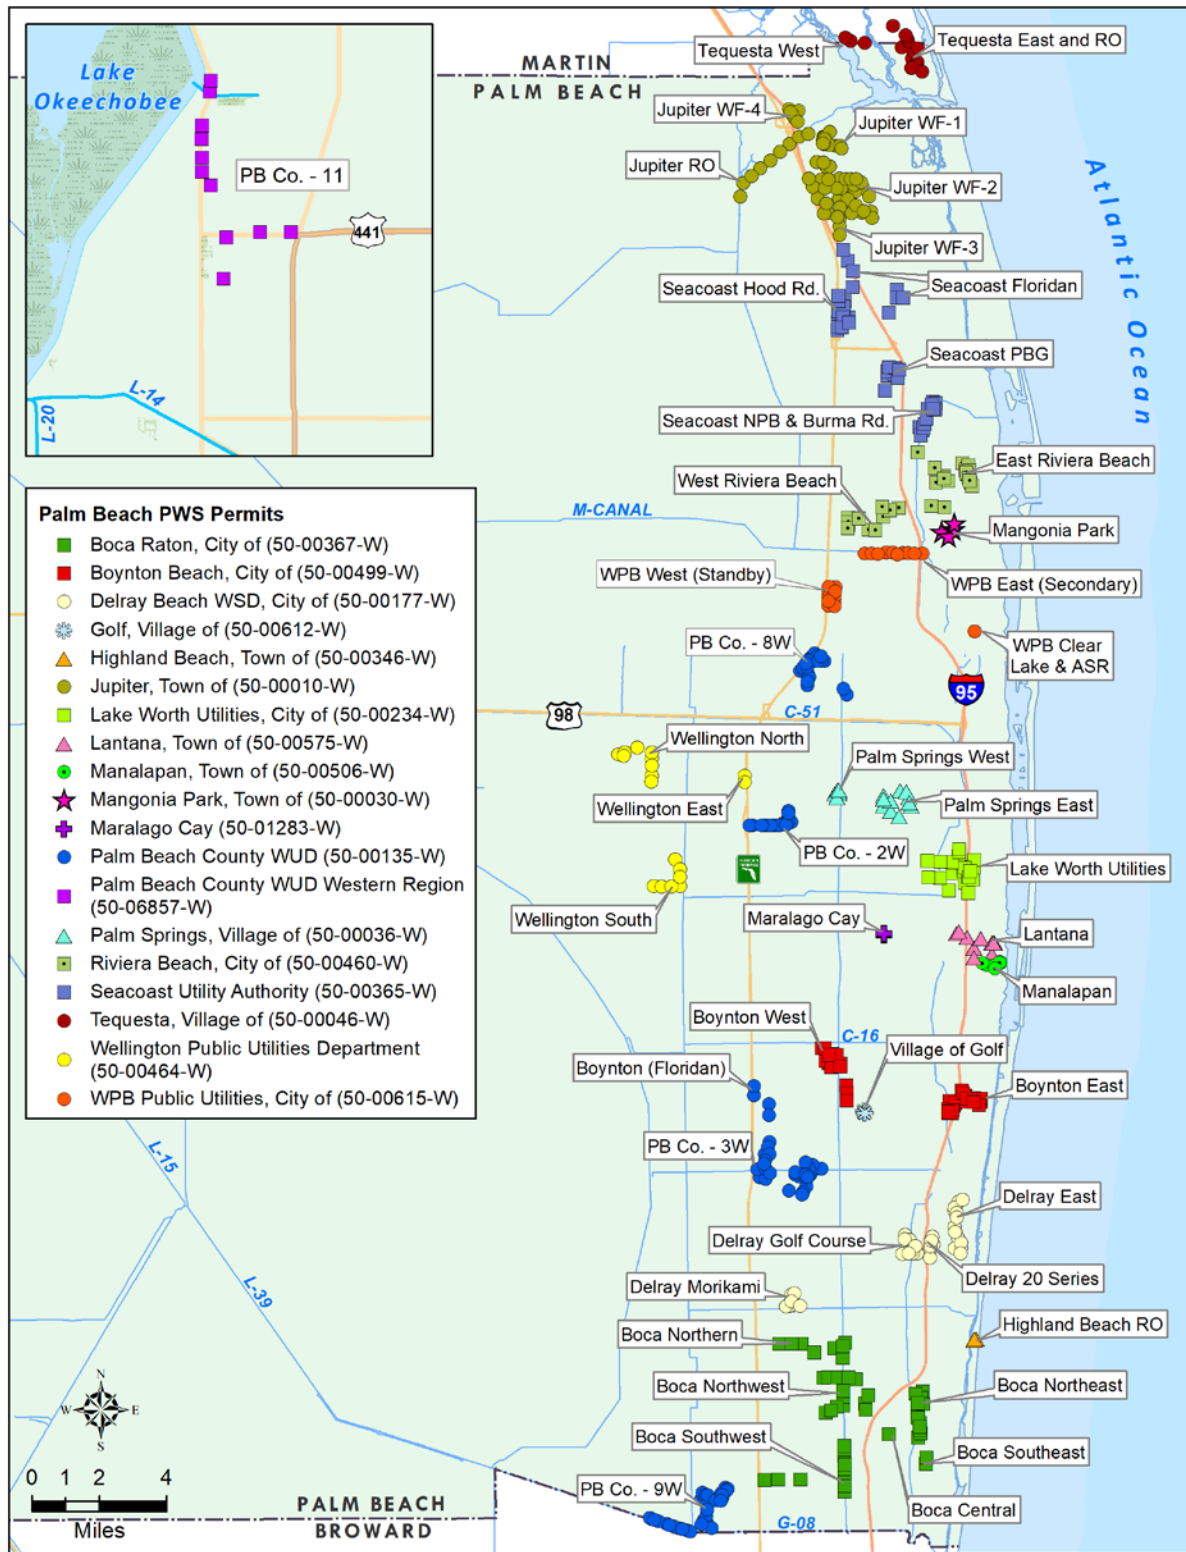 Lake
Okeechobee
PB Co. - 11
441
L-14
L-20
MARTIN
PALM BEACH
Tequesta West
Tequesta East and RO
Jupiter WF-4
Jupiter WF-1
Jupiter RO
Jupiter WF-2
Jupiter WF-3
Atlantic Ocean
Seacoast Hood Rd.
Seacoast Floridan
Seacoast PBG
Seacoast NPB & Burma Rd.
East Riviera Beach
West Riviera Beach
M-CANAL
Mangonia Park
WPB West (Standby)
WPB East (Secondary)
PB Co. - 8W
WPB Clear
Lake & ASR
95
98
C-51
Wellington North
Palm Springs West
Wellington East
Palm Springs East
PB Co. - 2W
Lake Worth Utilities
Wellington South
Maralago Cay
Lantana
Manalapan
Boynton West
C-16
Village of Golf
Boynton (Floridan)
Boynton East
PB Co. - 3W
Delray East
Delray Golf Course
Delray 20 Series
Delray Morikami
Highland Beach RO
Boca Northern
Boca Northwest
Boca Northeast
Boca Southwest
Boca Southeast
PB Co. - 9W
Boca Central
G-08
L-15
L-39
Palm Beach PWS Permits
Boca Raton, City of (50-00367-W)
Boynton Beach, City of (50-00499-W)
Delray Beach WSD, City of (50-00177-W)
Golf, Village of (50-00612-W)
Highland Beach, Town of (50-00346-W)
Jupiter, Town of (50-00010-W)
Lake Worth Utilities, City of (50-00234-W)
Lantana, Town of (50-00575-W)
Manalapan, Town of (50-00506-W)
Mangonia Park, Town of (50-00030-W)
Maralago Cay (50-01283-W)
Palm Beach County WUD (50-00135-W)
Palm Beach County WUD Western Region
(50-06857-W)
Palm Springs, Village of (50-00036-W)
Riviera Beach, City of (50-00460-W)
Seacoast Utility Authority (50-00365-W)
Tequesta, Village of (50-00046-W)
Wellington Public Utilities Department
(50-00464-W)
WPB Public Utilities, City of (50-00615-W)
N
W E
S
0 1 2 4
Miles
PALM BEACH
BROWARD